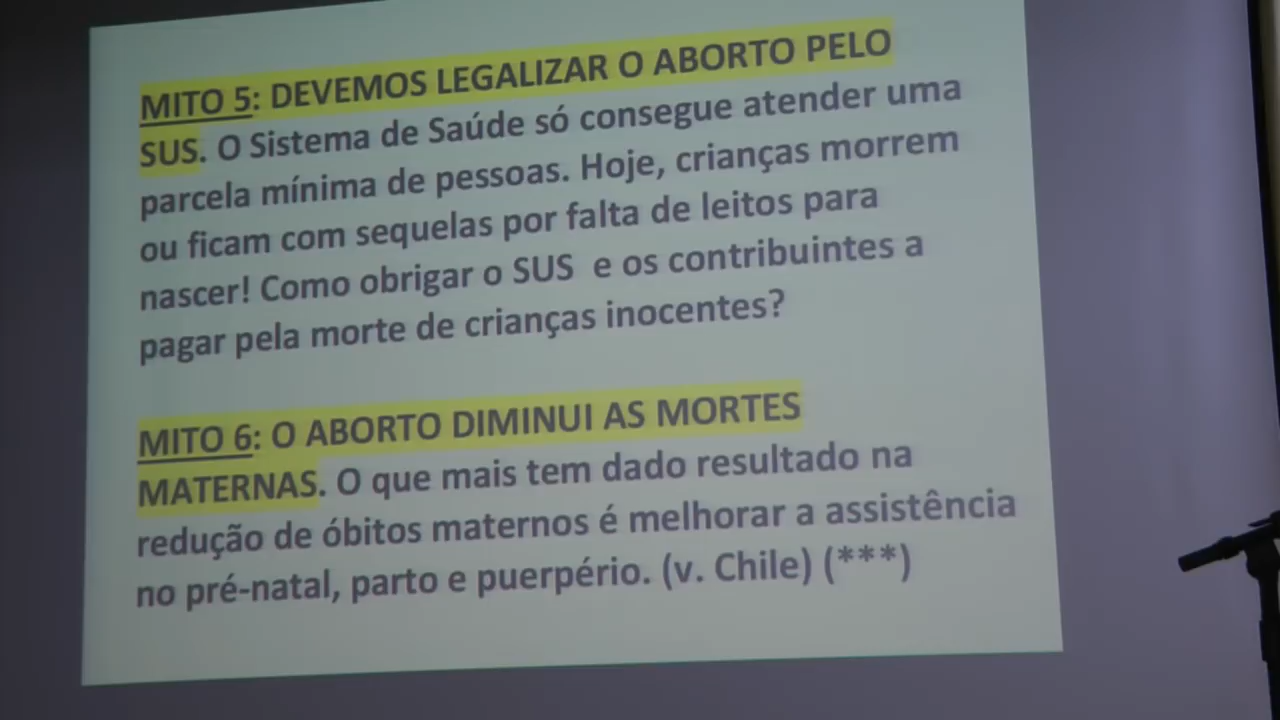 MITO 5: DEVEMOS LEGALIZAR O ABORTO PELO
SUS. O Sistema de Saúde só consegue atender uma
parcela mínima de pessoas. Hoje, crianças morrem
ou ficam com sequelas por falta de leitos para
nascer! Como obrigar o SUS e os contribuintes a
pagar pela morte de crianças inocentes?
MITO 6: O ABORTO DIMINUI AS MORTES
MATERNAS. O que mais tem dado resultado na
redução de óbitos maternos é melhorar a assistência
no pré-natal, parto e puerpério. (v. Chile) (***)